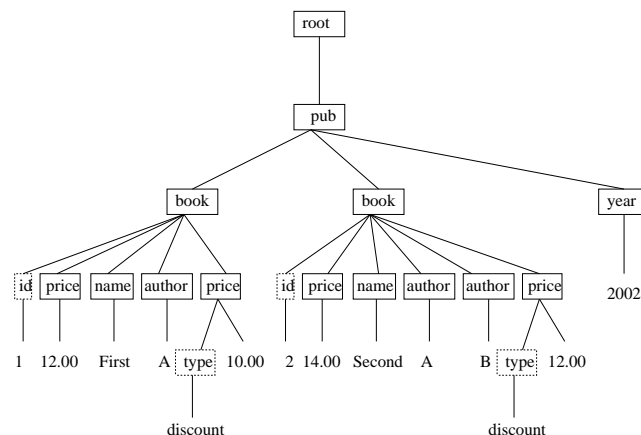 root
pub
book book year
id price name author price id price name author author price
2002
1 12.00 First A type 10.00 2 14.00 Second A B type 12.00
discount discount